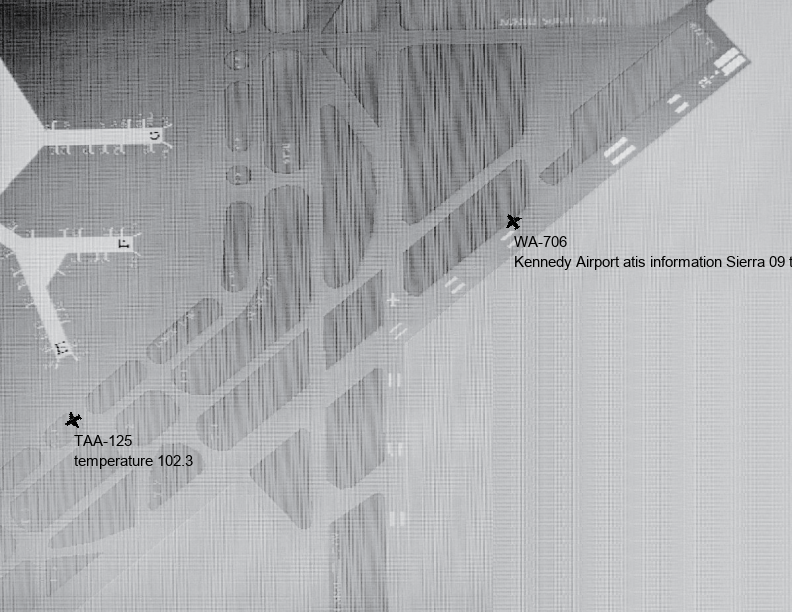 G
F
WA-706
Kennedy Airport atis information Sierra 09 t
TAA-125
temperature 102.3